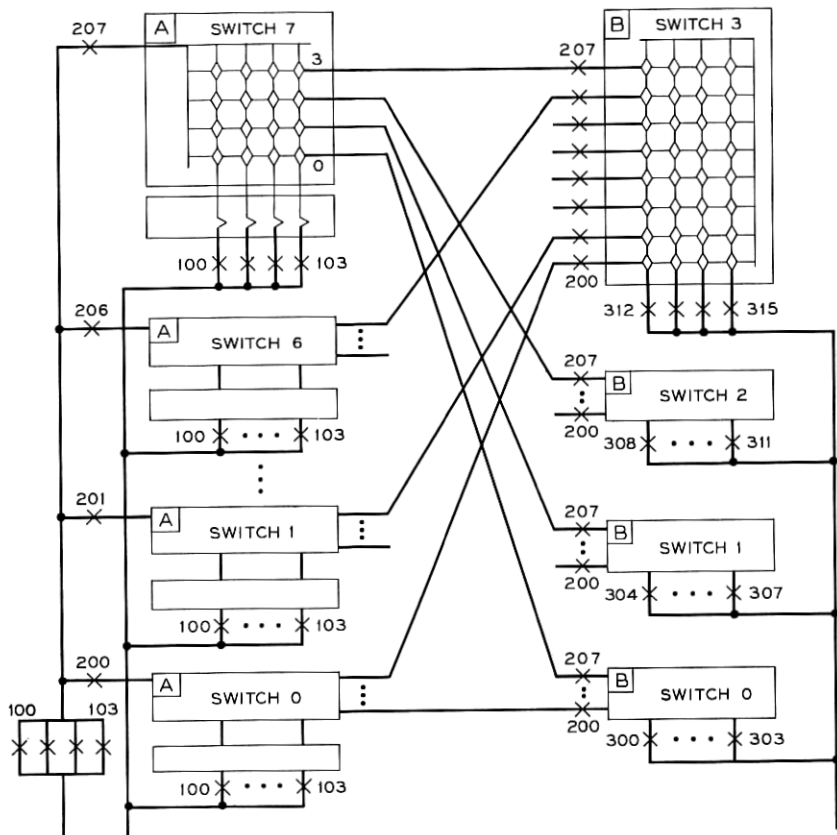 207 A SWITCH 7
3
0
100 103
206 A SWITCH 6
100 103
201 A SWITCH 1
100 103
200 A SWITCH 0
100 103
100 103
B SWITCH 3
207
200
312 315
207 B SWITCH 2
200
308 311
207 B SWITCH 1
200
304 307
207 B SWITCH 0
200
300 303